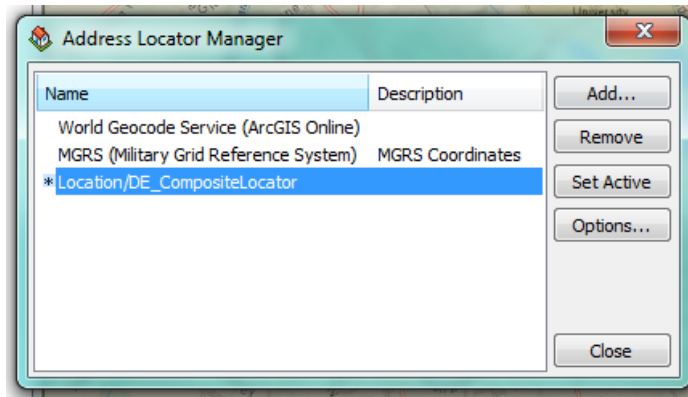 University
Address Locator Manager
Name Description
World Geocode Service (ArcGIS Online)
MGRS (Military Grid Reference System) MGRS Coordinates
* Location/DE_CompositeLocator
Add...
Remove
Set Active
Options...
Close